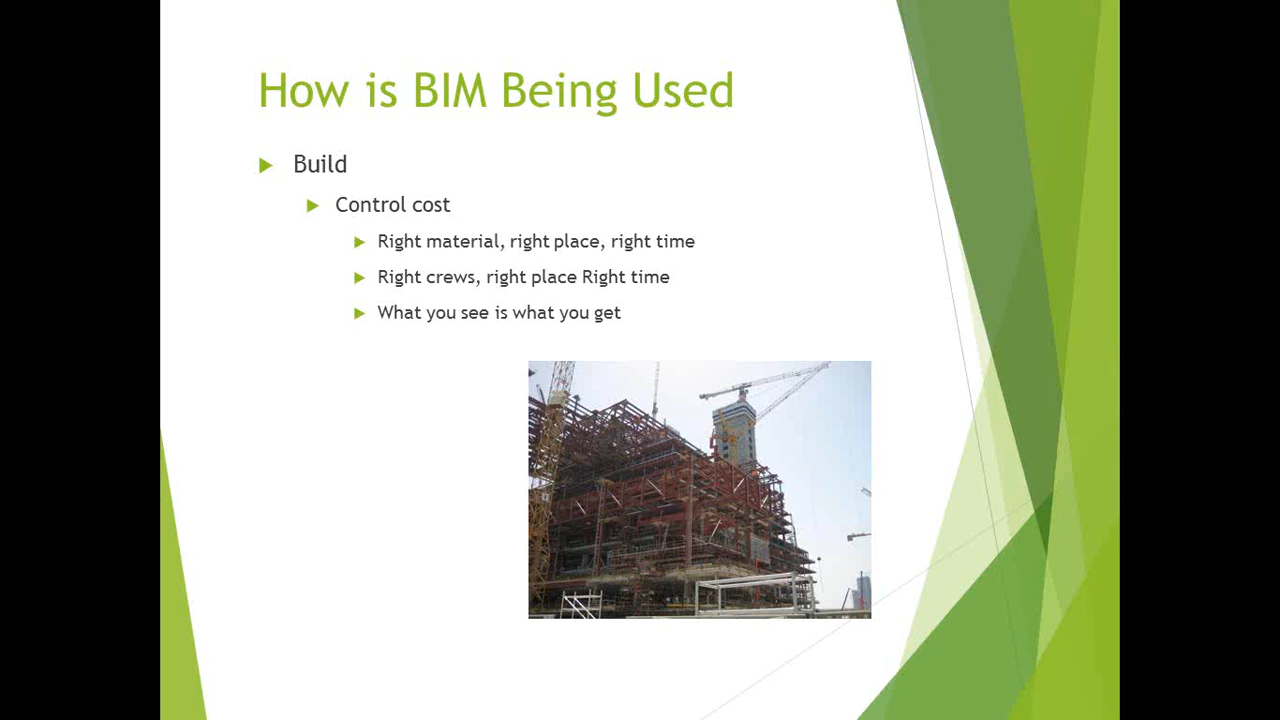 How is BIM Being Used
Build
Control cost
Right material, right place, right time
Right crews, right place Right time
What you see is what you get